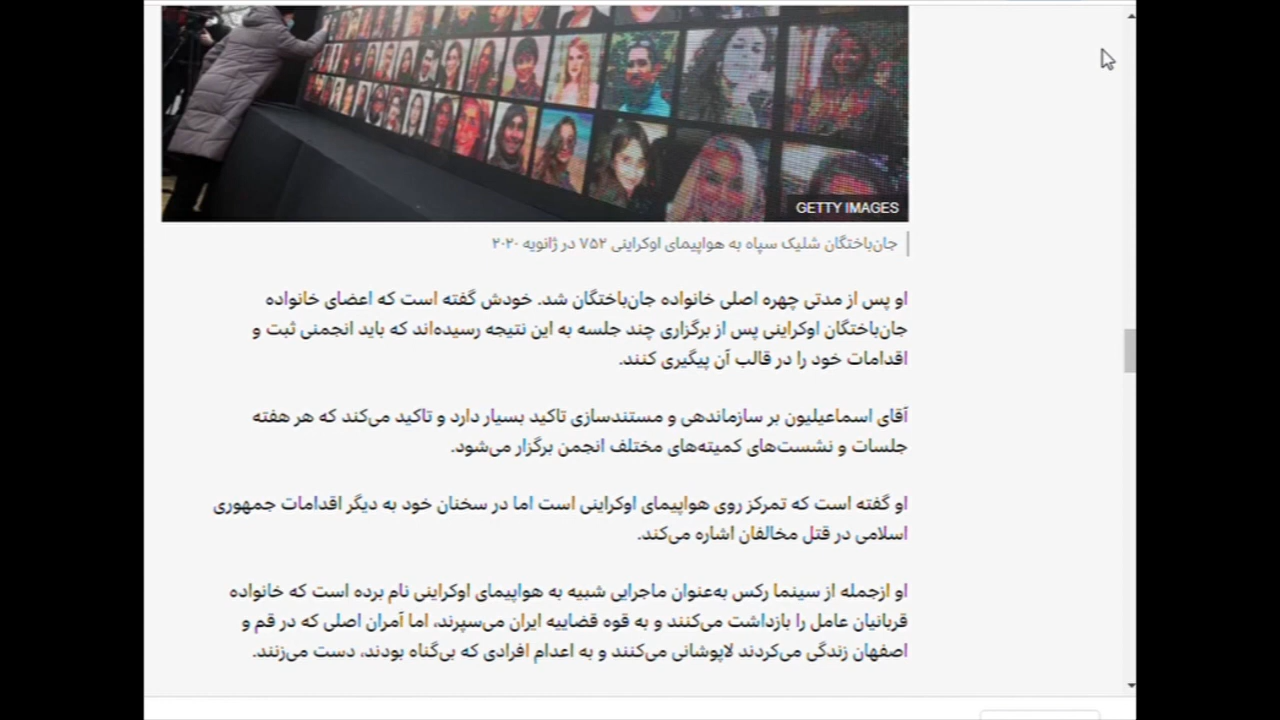 GETTY IMAGES
جان‌باختگان شلیک سپاه به هواپیمای اوکراینی ۷۵۲ در ژانویه ۲۰۲۰
او پس از مدتی چهره اصلی خانواده جان‌باختگان شد. خودش گفته است که اعضای خانواده
جان‌باختگان اوکراینی پس از برگزاری چند جلسه به این نتیجه رسیده‌اند که باید انجمنی ثبت و
اقدامات خود را در قالب آن پیگیری کنند.
آقای اسماعیلیون بر سازماندهی و مستندسازی تاکید بسیار دارد و تاکید می‌کند که هر هفته
جلسات و نشست‌های کمیته‌های مختلف انجمن برگزار می‌شود.
او گفته است که تمرکز روی هواپیمای اوکراینی است اما در سخنان خود به دیگر اقدامات جمهوری
اسلامی در قتل مخالفان اشاره می‌کند.
او ازجمله از سینما رکس به‌عنوان ماجرایی شبیه به هواپیمای اوکراینی نام برده است که خانواده
قربانیان عامل را بازداشت می‌کنند و به قوه قضاییه ایران می‌سپرند، اما آمران اصلی که در قم و
اصفهان زندگی می‌کردند لاپوشانی می‌کنند و به اعدام افرادی که بی‌گناه بودند، دست می‌زنند.